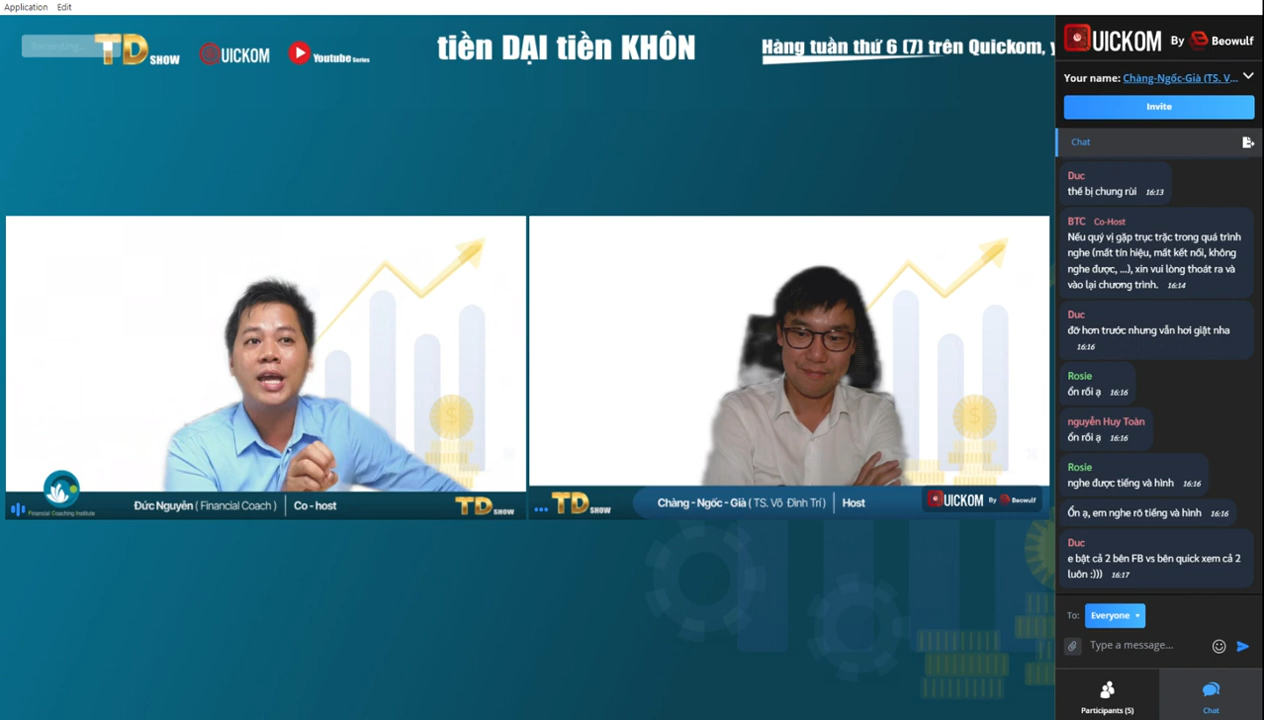 Application Edit
Recording...
TD SHOW
QUICKOM
Youtube Series
tiền DẠI tiền KHÔN
Hàng tuần thứ 6 (7) trên Quickom, y
QUICKOM By Beowulf
Your name: Chàng-Ngốc-Già (TS. V...
Invite
Chat
Duc
thế bị chung rùi 16:13
BTC Co-Host
Nếu quý vị gặp trục trặc trong quá trình
nghe (mất tín hiệu, mất kết nối, không
nghe được, ...), xin vui lòng thoát ra và
vào lại chương trình. 16:14
Duc
đỡ hơn trước nhưng vẫn hơi giật nha
16:16
Rosie
ổn rồi ạ 16:16
nguyễn Huy Toàn
ổn rồi ạ 16:16
Rosie
nghe được tiếng và hình 16:16
Ổn ạ, em nghe rõ tiếng và hình 16:16
Duc
e bật cả 2 bên FB vs bên quick xem cả 2
luôn :))) 16:17
To: Everyone
Type a message...
Participants (5)
Chat
Financial Coaching Institute
Đức Nguyễn ( Financial Coach ) Co - host
TD SHOW
TD SHOW
Chàng - Ngốc - Già ( TS. Võ Đình Trí ) Host
QUICKOM By Beowulf